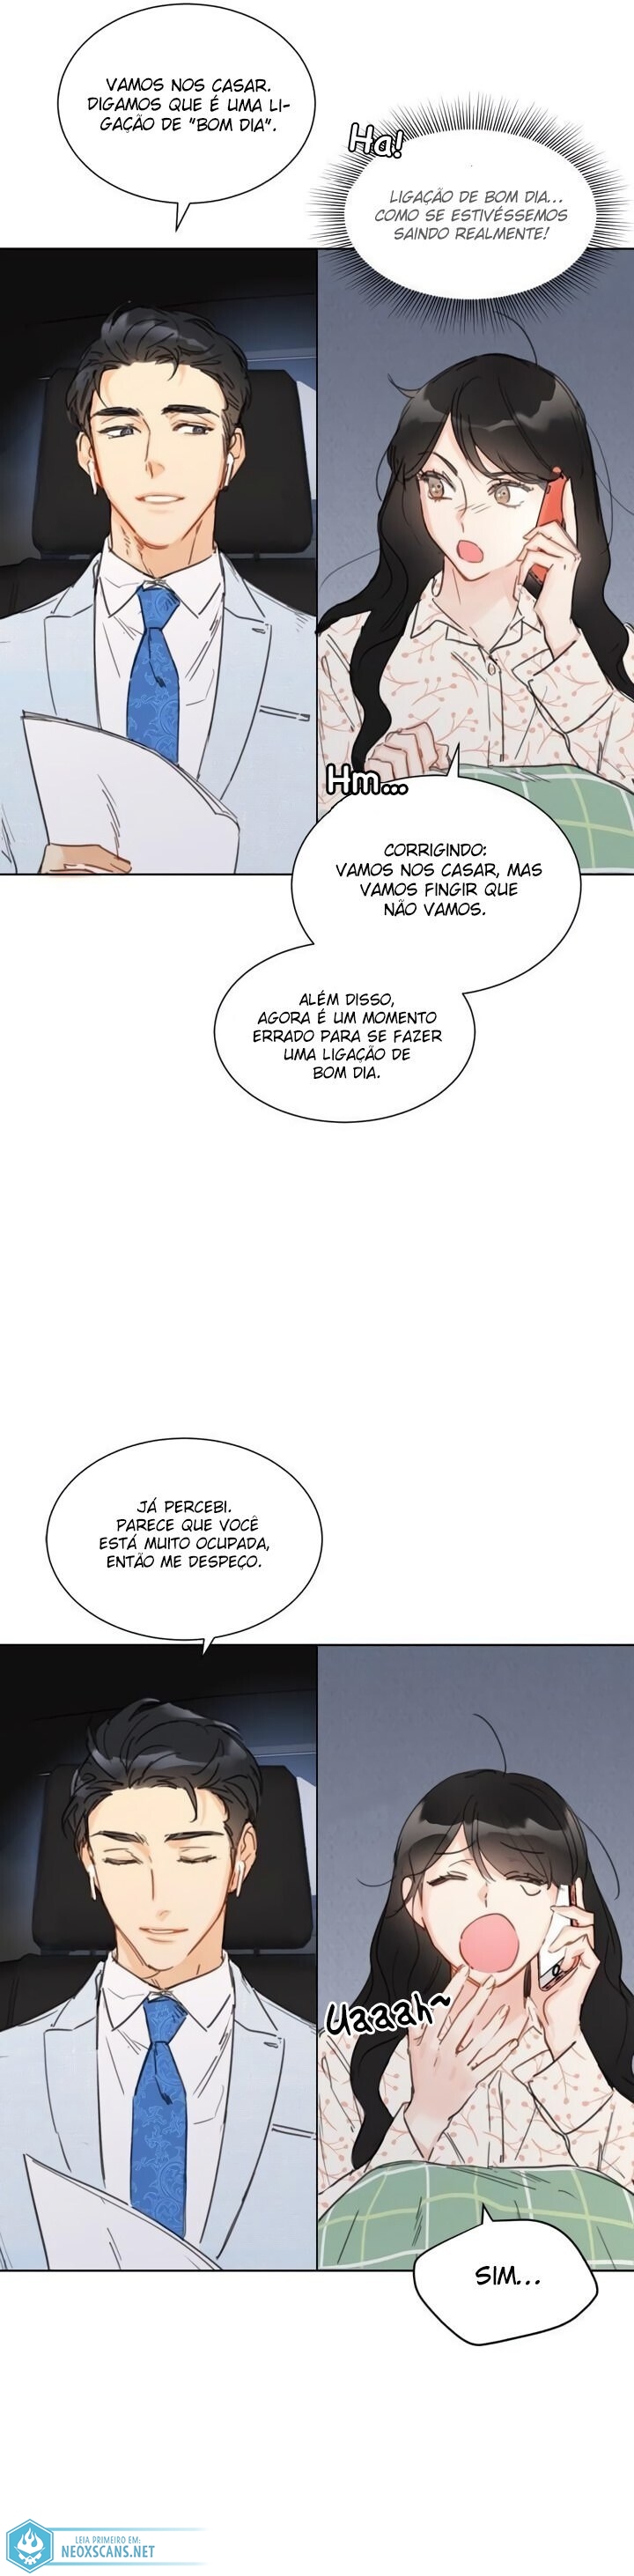 VAMOS NOS CASAR.
DIGAMOS QUE É UMA LI-
GAÇÃO DE "BOM DIA".
Ha!
LIGAÇÃO DE BOM DIA...
COMO SE ESTIVÉSSEMOS
SAINDO REALMENTE!
Hm...
CORRIGINDO:
VAMOS NOS CASAR, MAS
VAMOS FINGIR QUE
NÃO VAMOS.
ALÉM DISSO,
AGORA É UM MOMENTO
ERRADO PARA SE FAZER
UMA LIGAÇÃO DE
BOM DIA.
JÁ PERCEBI.
PARECE QUE VOCÊ
ESTÁ MUITO OCUPADA,
ENTÃO ME DESPEÇO.
Uaaah~
SIM...
LEIA PRIMEIRO EM:
NEOXSCANS.NET